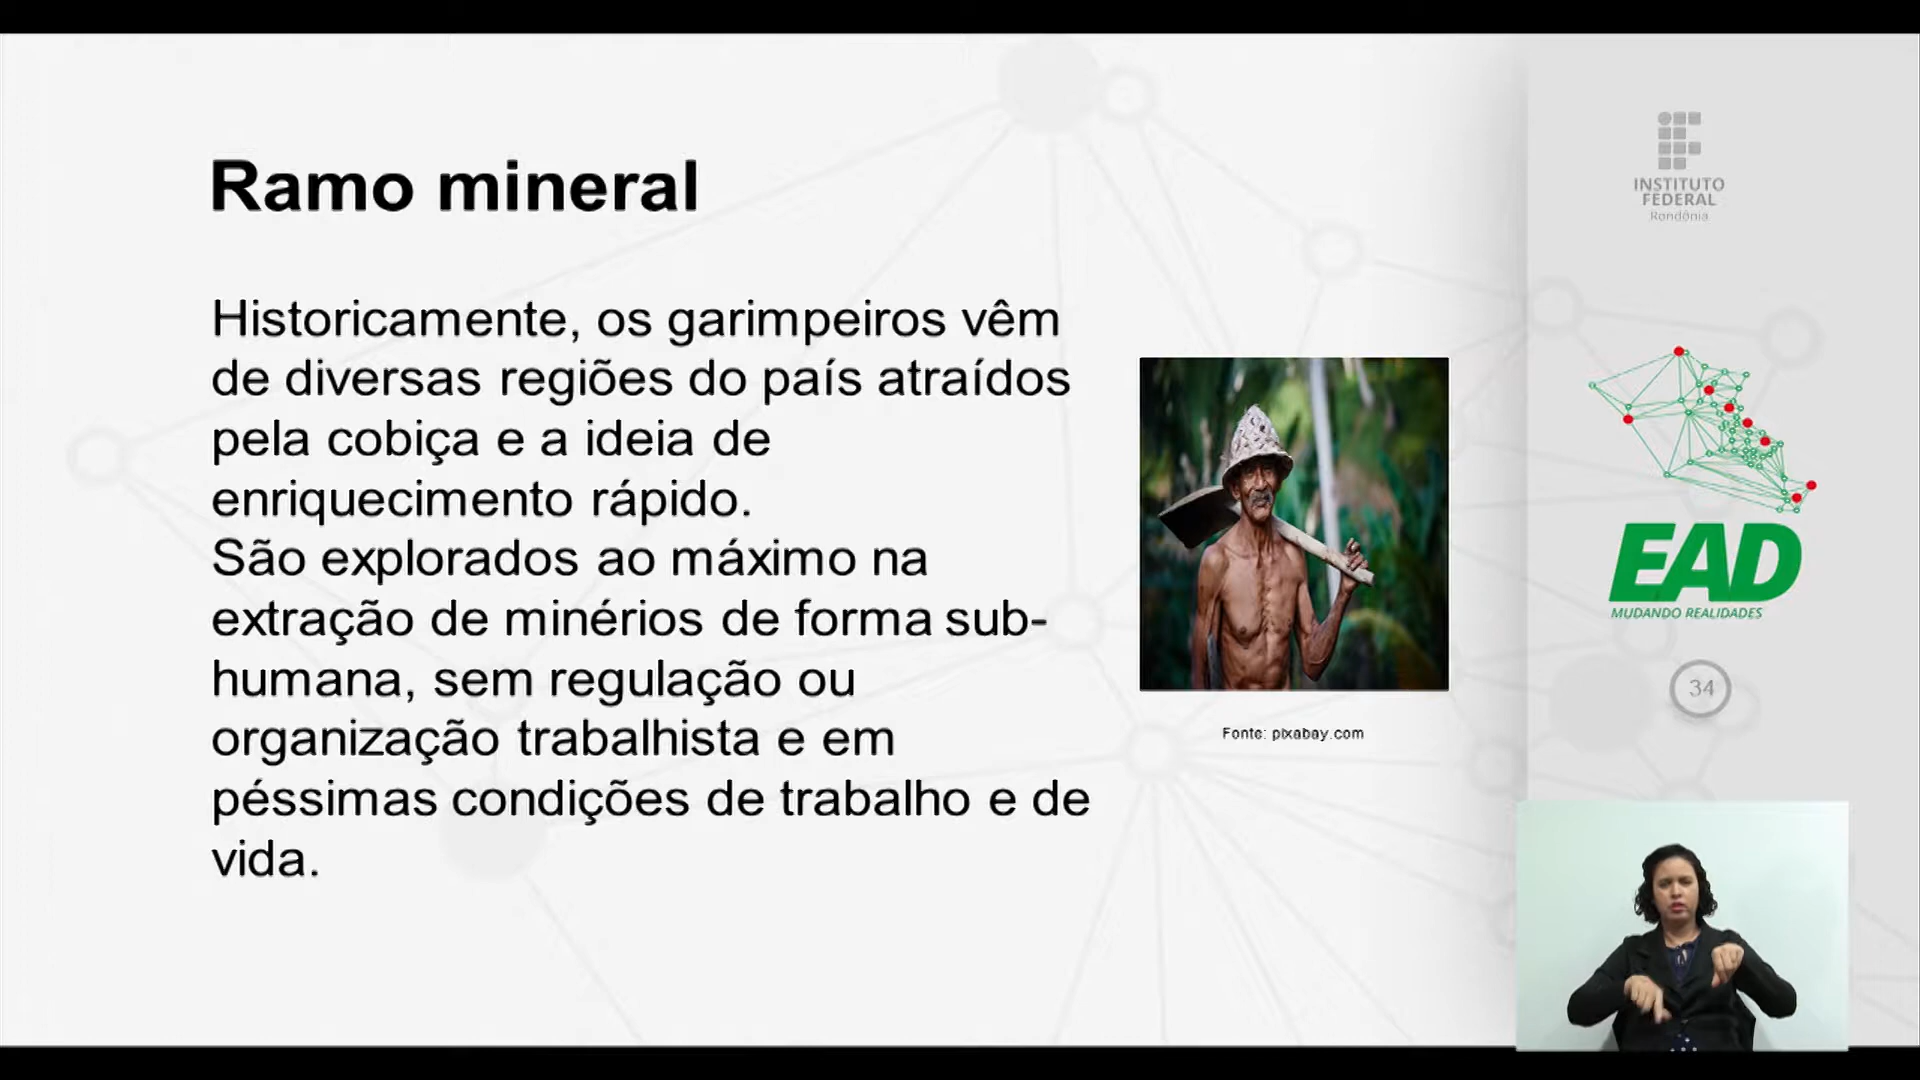 Ramo mineral
Historicamente, os garimpeiros vêm
de diversas regiões do país atraídos
pela cobiça e a ideia de
enriquecimento rápido.
São explorados ao máximo na
extração de minérios de forma sub-
humana, sem regulação ou
organização trabalhista e em
péssimas condições de trabalho e de
vida.
Fonte: pixabay.com
INSTITUTO
FEDERAL
Rondônia
EAD
MUDANDO REALIDADES
34